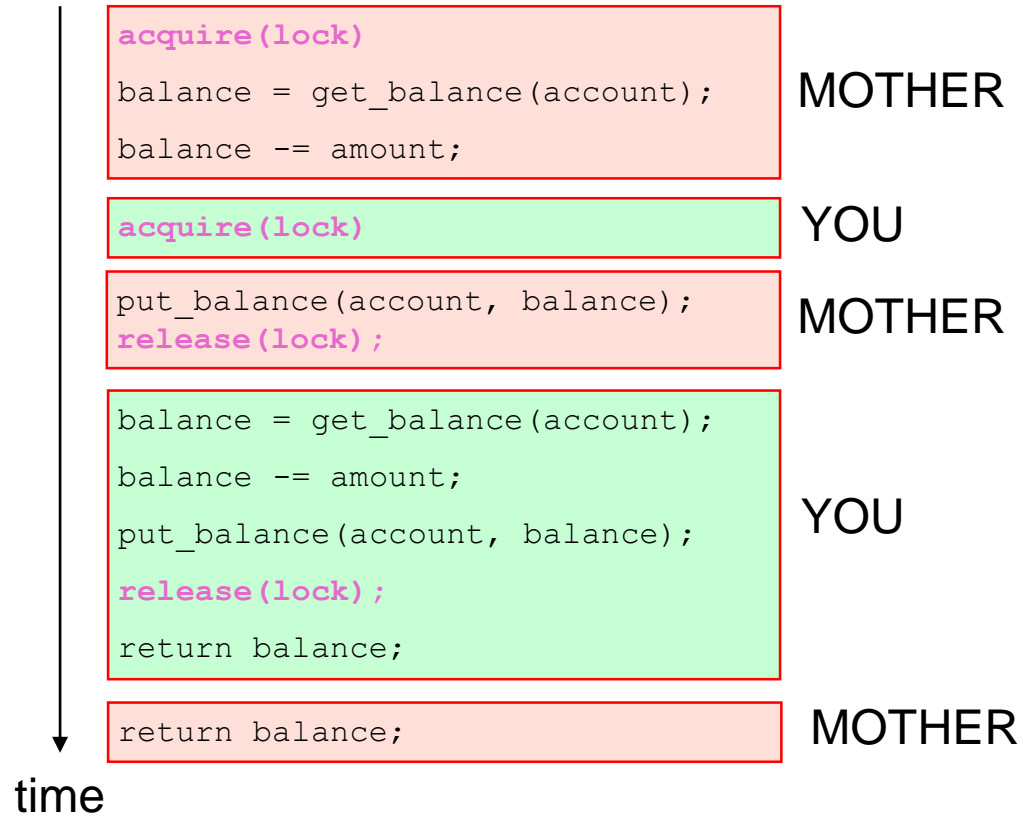 acquire(lock)
balance = get_balance(account);
balance -= amount;
MOTHER
acquire(lock)
YOU
put_balance(account, balance);
release(lock);
MOTHER
balance = get_balance(account);
balance -= amount;
put_balance(account, balance);
release(lock);
return balance;
YOU
return balance;
MOTHER
time